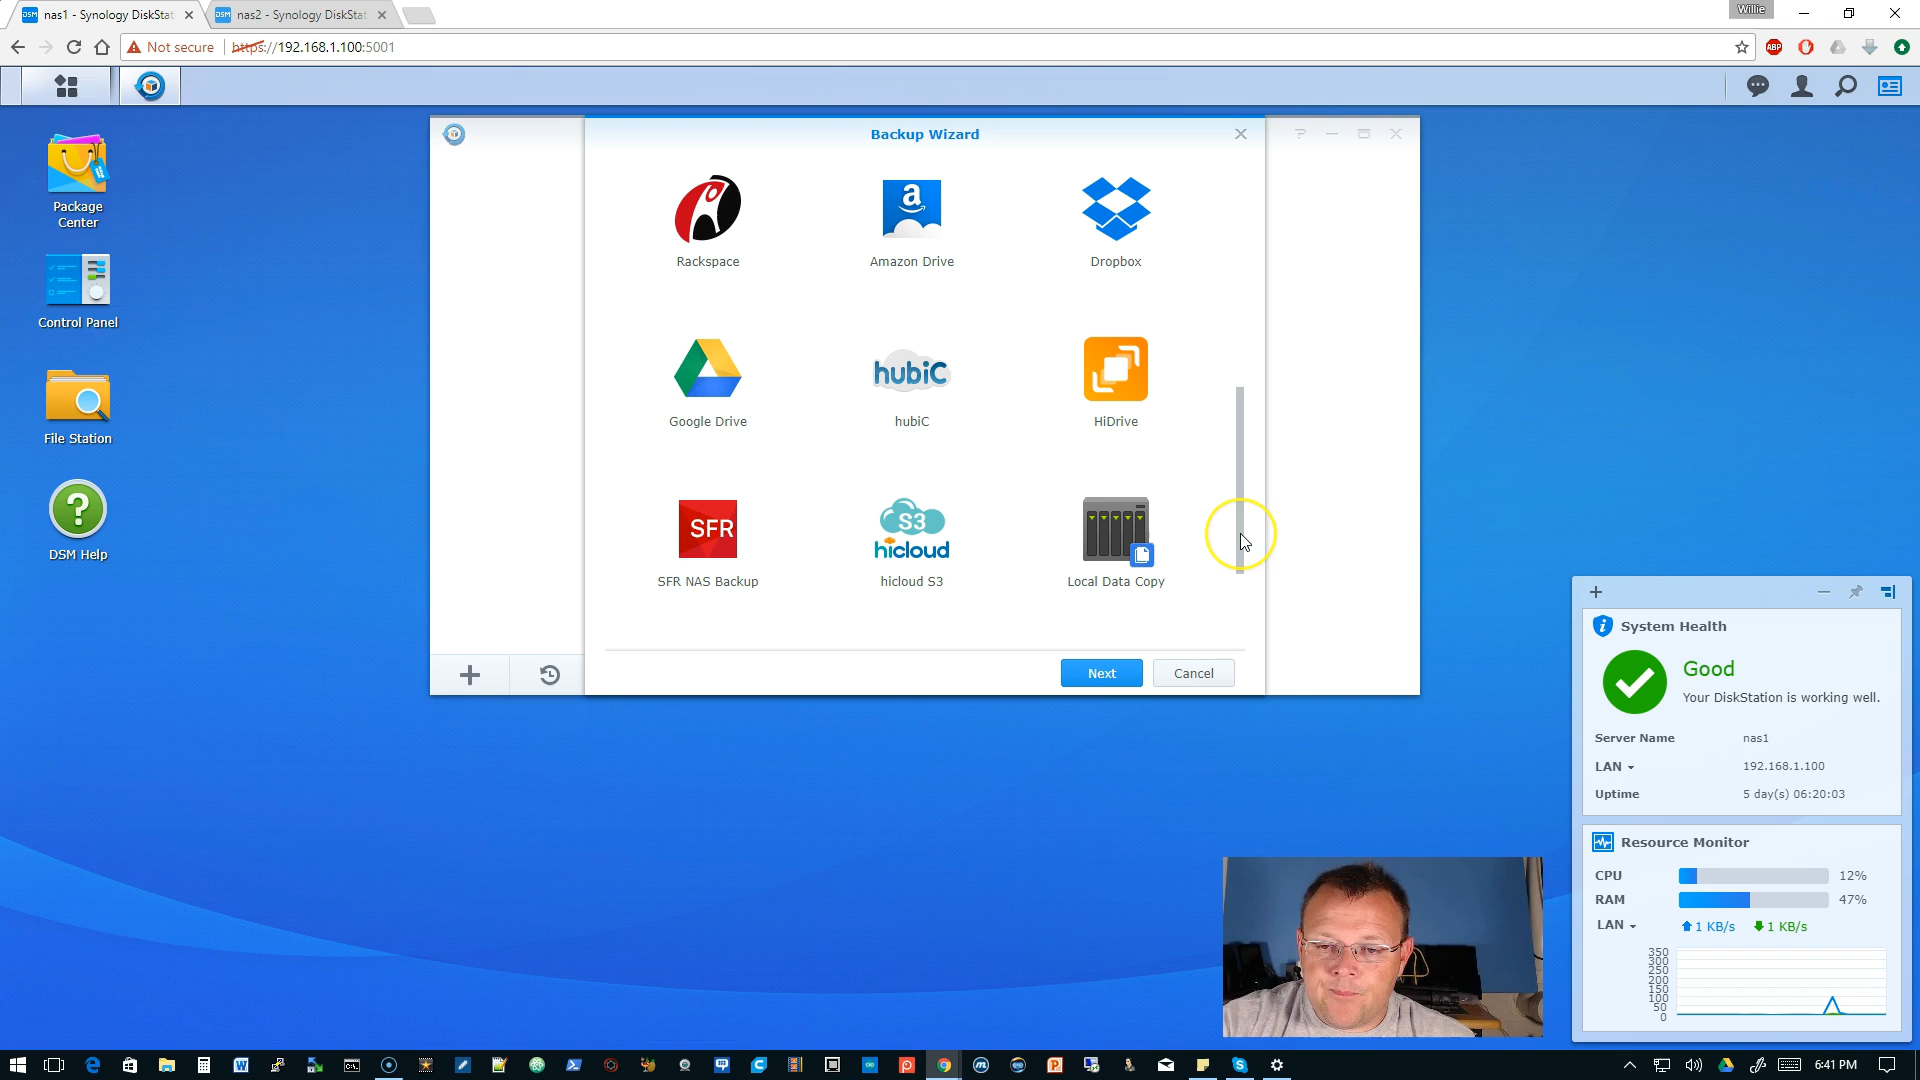 nas1 - Synology DiskStat
nas2 - Synology DiskStat
Willie
Not secure
https://192.168.1.100:5001
ABP
Package
Center
Control Panel
File Station
?
DSM Help
Backup Wizard
?
Rackspace
a
Amazon Drive
Dropbox
Google Drive
hubiC
hubiC
HiDrive
SFR
SFR NAS Backup
S3
hicloud
hicloud S3
Local Data Copy
Next
Cancel
System Health
Good
Your DiskStation is working well.
Server Name nas1
LAN 192.168.1.100
Uptime 5 day(s) 06:20:03
Resource Monitor
CPU 12%
RAM 47%
LAN 1 KB/s 1 KB/s
350
300
250
200
150
100
50
0
6:41 PM